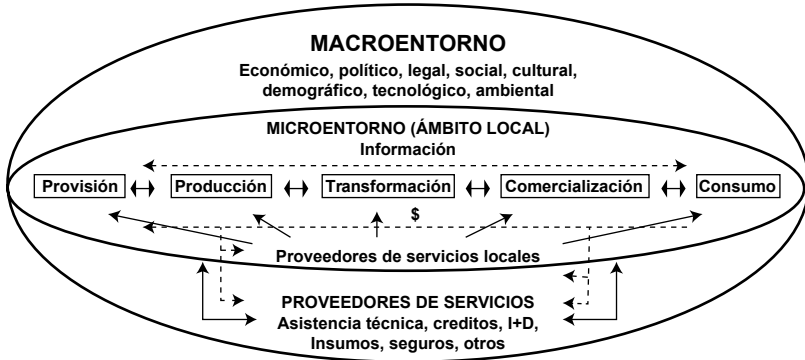 MACROENTORNO
Económico, político, legal, social, cultural,
demográfico, tecnológico, ambiental
MICROENTORNO (ÁMBITO LOCAL)
Información
Provisión Producción Transformación Comercialización Consumo
$
Proveedores de servicios locales
PROVEEDORES DE SERVICIOS
Asistencia técnica, creditos, I+D,
Insumos, seguros, otros